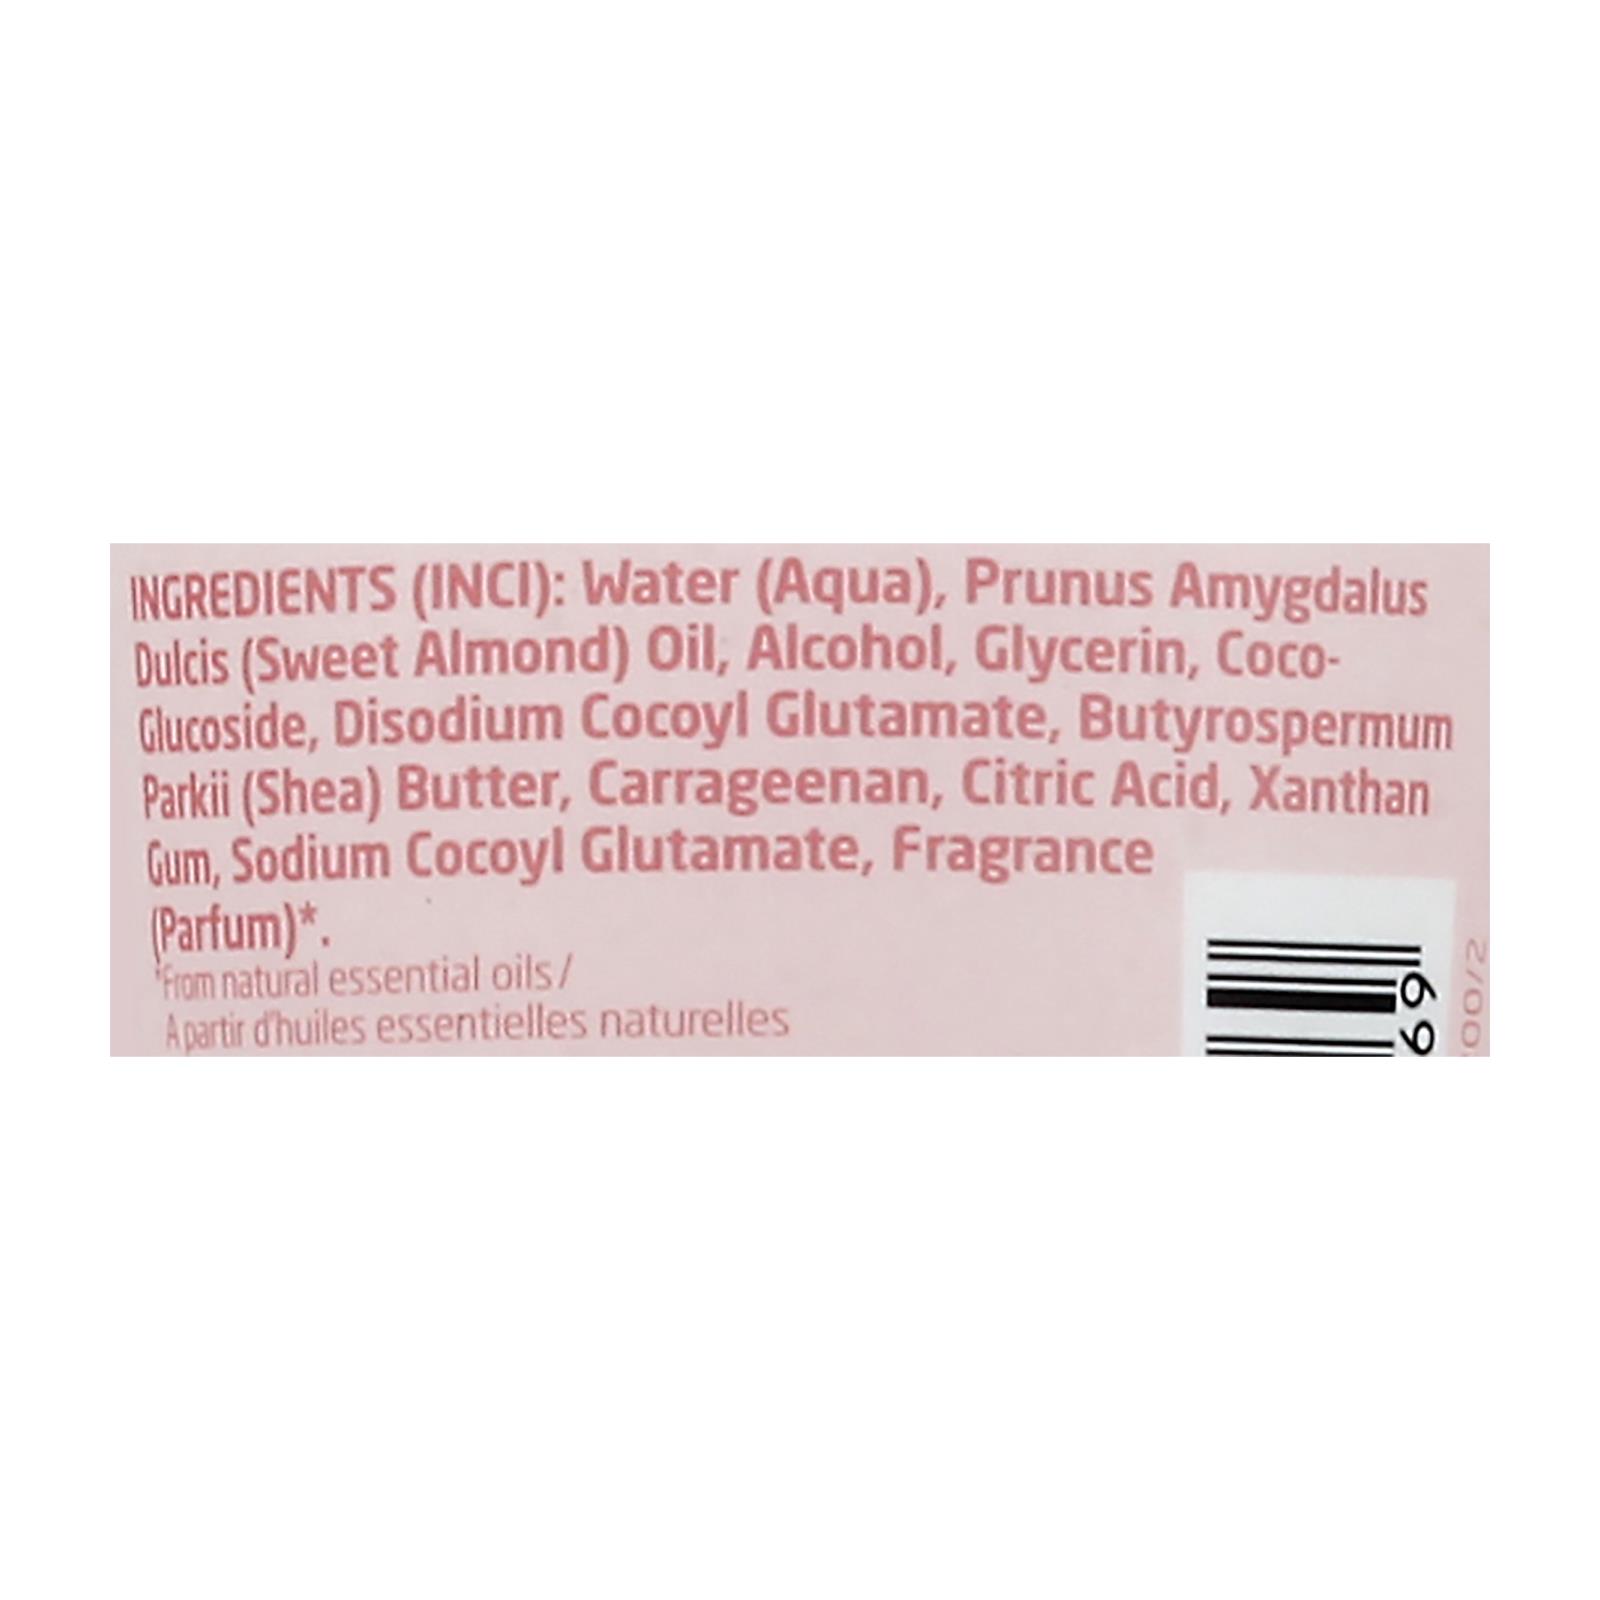 INGREDIENTS (INCI): Water (Aqua), Prunus Amygdalus
Dulcis (Sweet Almond) Oil, Alcohol, Glycerin, Coco-
Glucoside, Disodium Cocoyl Glutamate, Butyrospermum
Parkii (Shea) Butter, Carrageenan, Citric Acid, Xanthan
Gum, Sodium Cocoyl Glutamate, Fragrance
(Parfum)*.
*From natural essential oils /
A partir d'huiles essentielles naturelles